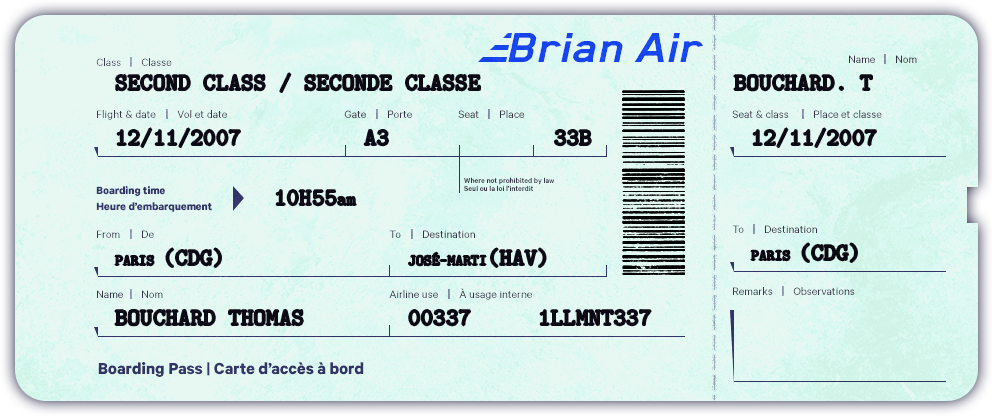 Brian Air
Class | Classe
SECOND CLASS / SECONDE CLASSE
Flight & date | Vol et date
Gate | Porte
Seat | Place
12/11/2007
A3
33B
Where not prohibited by law
Seul ou la loi l'interdit
Boarding time
Heure d'embarquement
10H55am
From | De
To | Destination
PARIS (CDG)
JOSÉ-MARTI (HAV)
Name | Nom
Airline use | À usage interne
BOUCHARD THOMAS
00337
1LLMNT337
Boarding Pass | Carte d'accès à bord
Name | Nom
BOUCHARD. T
Seat & class | Place et classe
12/11/2007
To | Destination
PARIS (CDG)
Remarks | Observations